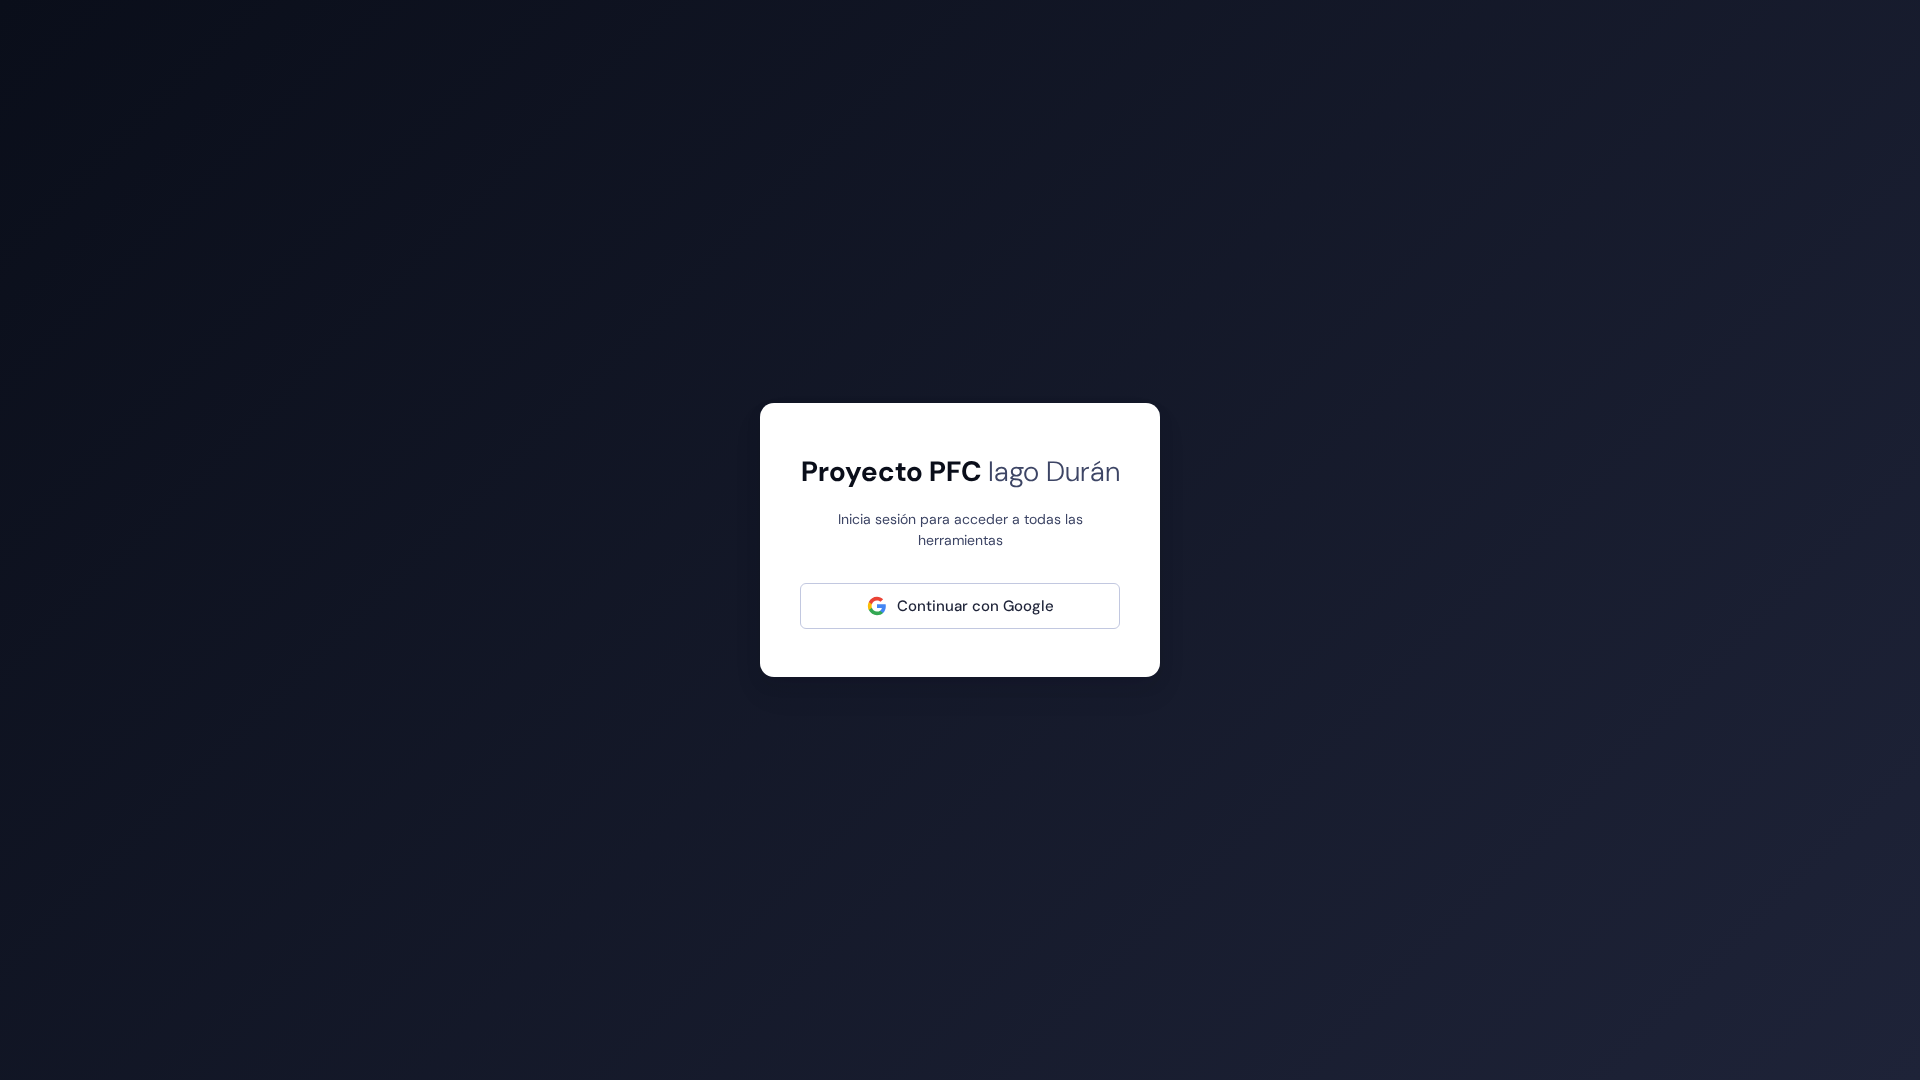 Proyecto PFC Iago Durán
Inicia sesión para acceder a todas las
herramientas
Continuar con Google